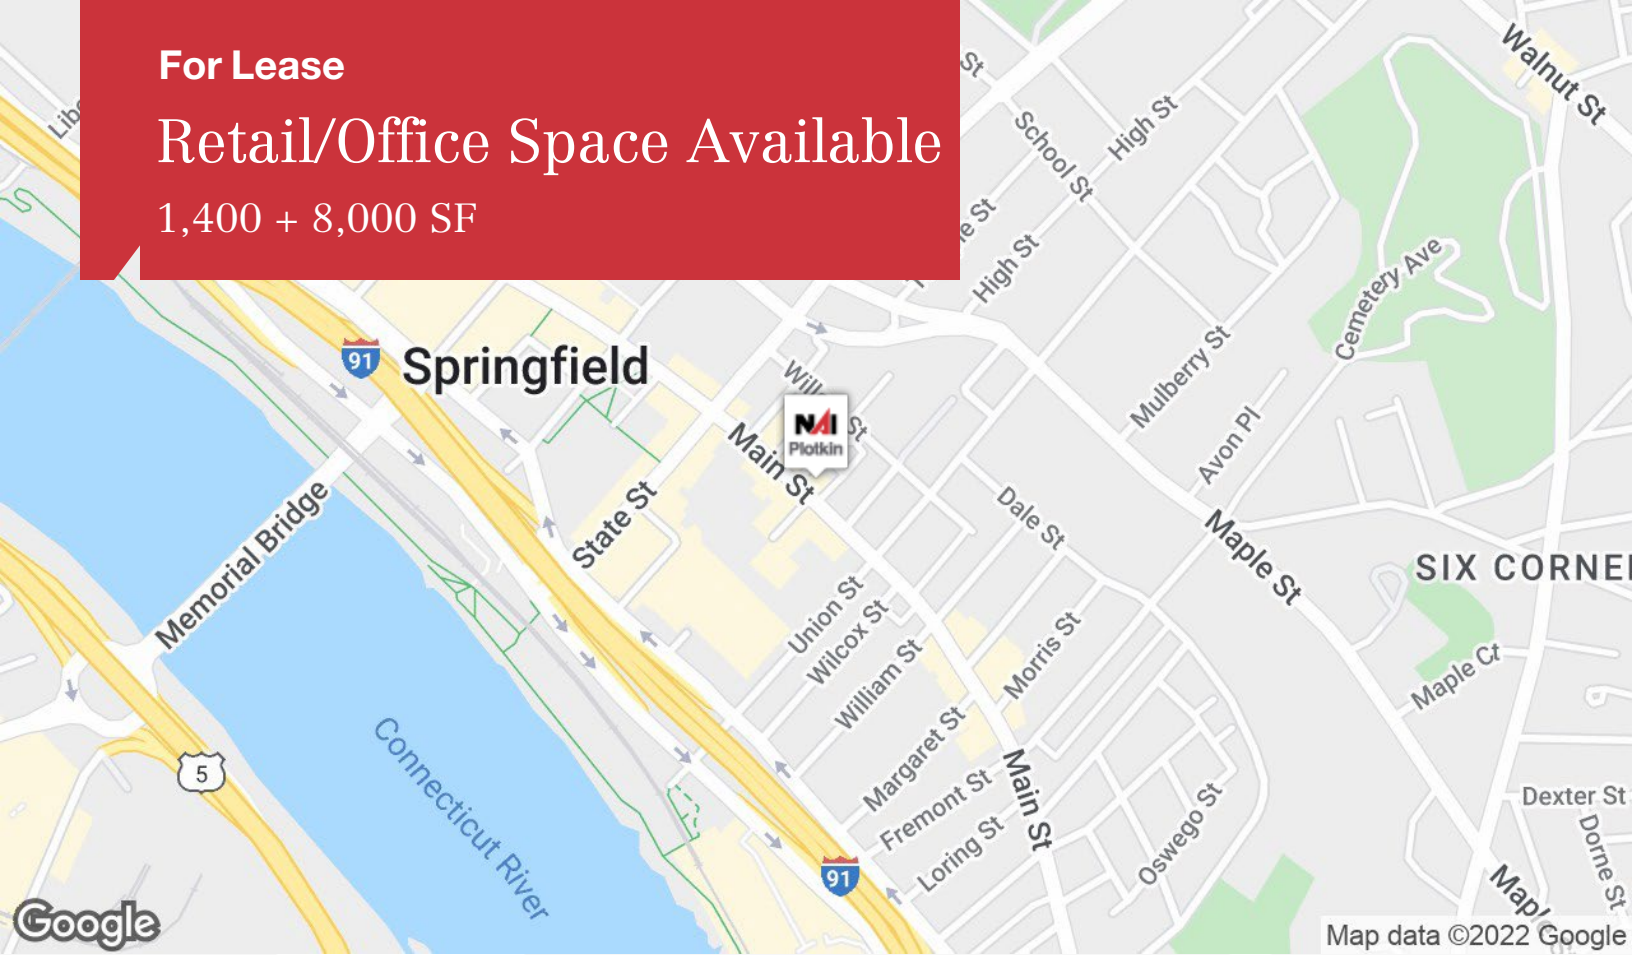 For Lease
Retail/Office Space Available
1,400 + 8,000 SF
St
Walnut St
School St
High St
High St
Cemetery Ave
Mulberry St
Avon Pl
91
Springfield
St
NAI
Plotkin
Main St
State St
Dale St
Maple St
SIX
Memorial Bridge
Union St
Wilcox St
William St
Morris St
Maple Ct
Margaret St
Fremont St
Loring St
Main St
Oswego St
5
Connecticut River
91
Dexter St
Dorne St
Google
Map data ©2022 Google